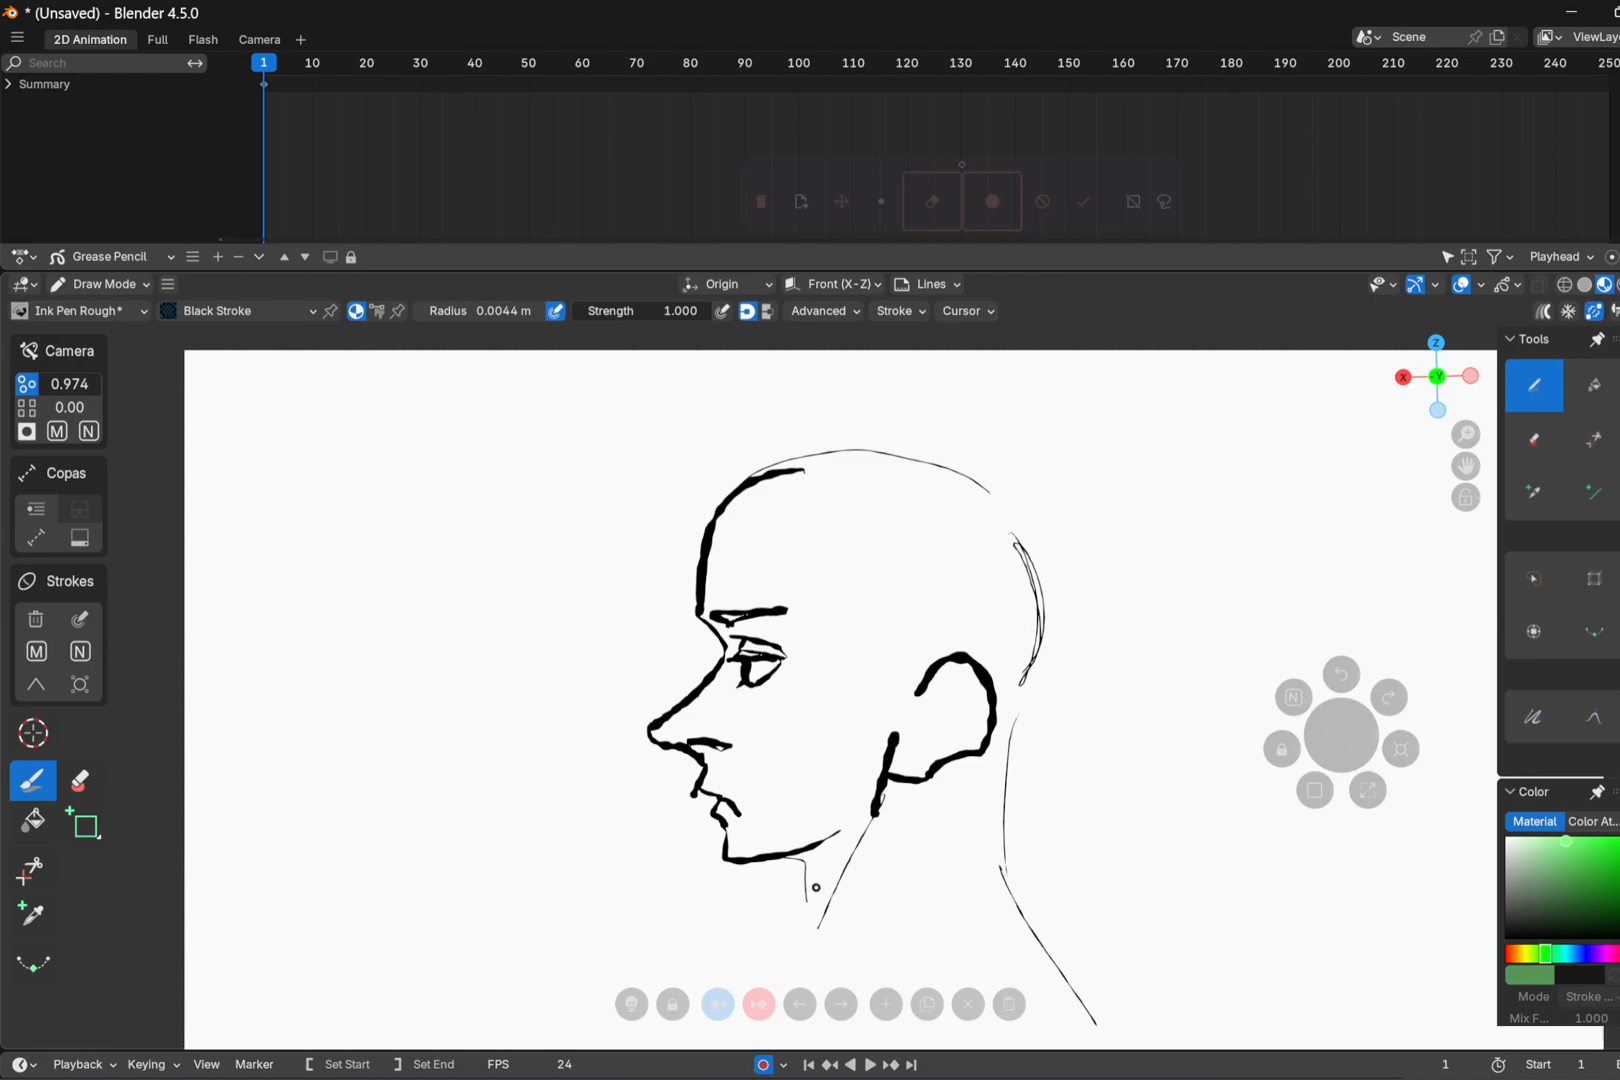 * (Unsaved) - Blender 4.5.0
2D Animation Full Flash Camera +
Scene
ViewLay
Search
1 10 20 30 40 50 60 70 80 90 100 110 120 130 140 150 160 170 180 190 200 210 220 230 240 250
Summary
Grease Pencil
Playhead
Draw Mode
Origin
Front (X-Z)
Lines
Ink Pen Rough*
Black Stroke
Radius 0.0044 m
Strength 1.000
Advanced
Stroke
Cursor
Camera
0.974
0.00
M N
Copas
Strokes
M N
Z
X
-Y
N
Tools
Color
Material Color At...
Mode Stroke ...
Mix F... 1.000
Playback Keying View Marker [ Set Start ] Set End FPS 24
1 Start 1